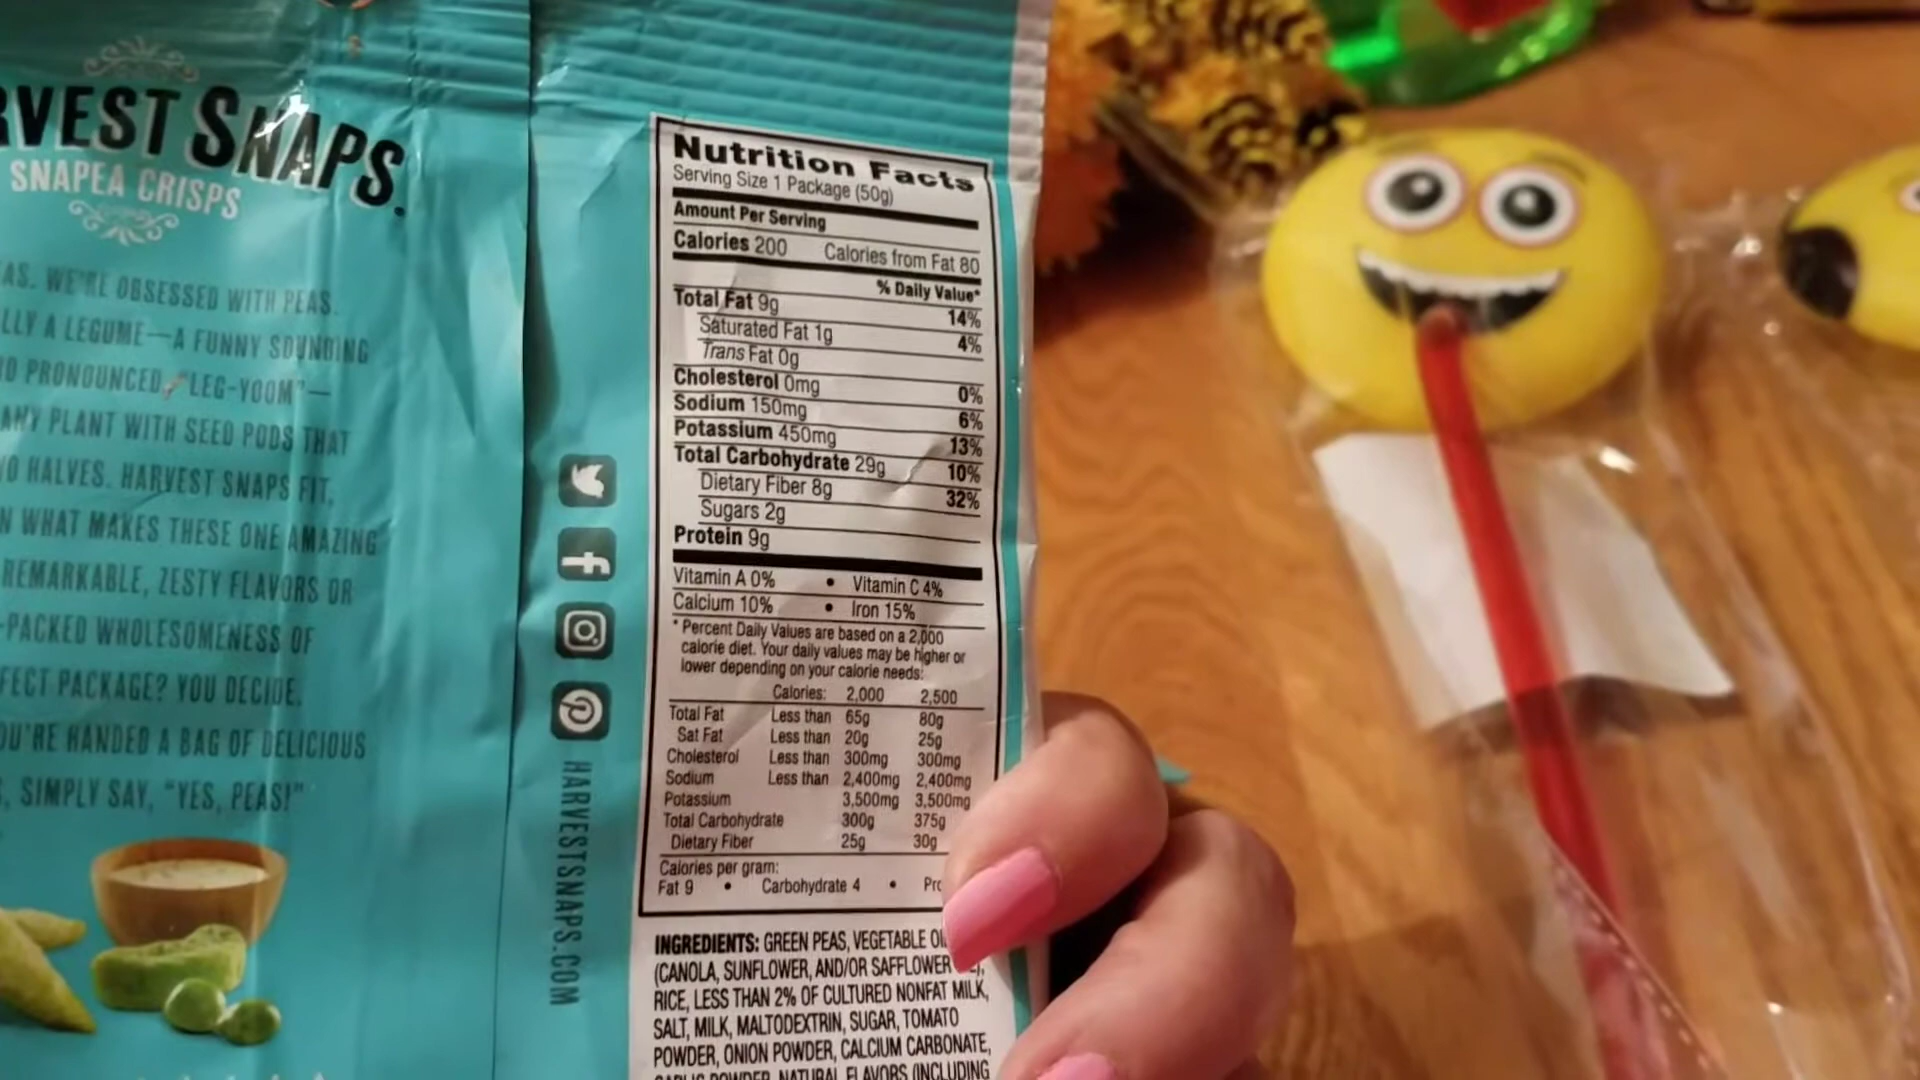 RVEST SNAPS.
SNAPEA CRISPS
AS. WE'RE OBSESSED WITH PEAS.
LLY A LEGUME—A FUNNY SOUNDING
RD PRONOUNCED "LEG-YOOM"—
ANY PLANT WITH SEED PODS THAT
HALVES. HARVEST SNAPS FIT,
N WHAT MAKES THESE ONE AMAZING
REMARKABLE, ZESTY FLAVORS OR
-PACKED WHOLESOMENESS OF
FECT PACKAGE? YOU DECIDE.
OU'RE HANDED A BAG OF DELICIOUS
, SIMPLY SAY, "YES, PEAS!"
HARVESTSNAPS.COM
Nutrition Facts
Serving Size 1 Package (50g)
Amount Per Serving
Calories 200 Calories from Fat 80
% Daily Value*
Total Fat 9g 14%
Saturated Fat 1g 4%
Trans Fat 0g
Cholesterol 0mg 0%
Sodium 150mg 6%
Potassium 450mg 13%
Total Carbohydrate 29g 10%
Dietary Fiber 8g 32%
Sugars 2g
Protein 9g
Vitamin A 0% • Vitamin C 4%
Calcium 10% • Iron 15%
* Percent Daily Values are based on a 2,000
calorie diet. Your daily values may be higher or
lower depending on your calorie needs:
Calories: 2,000 2,500
Total Fat Less than 65g 80g
Sat Fat Less than 20g 25g
Cholesterol Less than 300mg 300mg
Sodium Less than 2,400mg 2,400mg
Potassium 3,500mg 3,500mg
Total Carbohydrate 300g 375g
Dietary Fiber 25g 30g
Calories per gram:
Fat 9 • Carbohydrate 4 •
INGREDIENTS: GREEN PEAS, VEGETABLE
(CANOLA, SUNFLOWER, AND/OR SAFFLOWER
RICE, LESS THAN 2% OF CULTURED NONFAT MILK,
SALT, MILK, MALTODEXTRIN, SUGAR, TOMATO
POWDER, ONION POWDER, CALCIUM CARBONATE,
GARLIC POWDER, NATURAL FLAVORS (INCLUDING